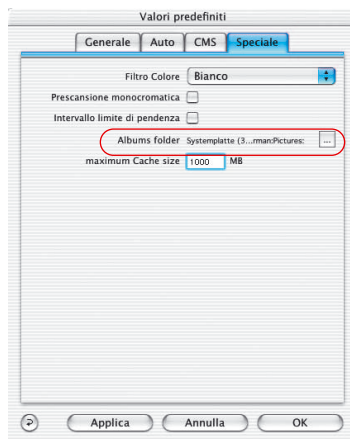 Valori predefiniti
Generale Auto CMS Speciale
Filtro Colore Bianco
Prescansione monocromatica
Intervallo limite di pendenza
Albums folder Systemplatte (3...rman:Pictures: ...
maximum Cache size 1000 MB
Applica Annulla OK